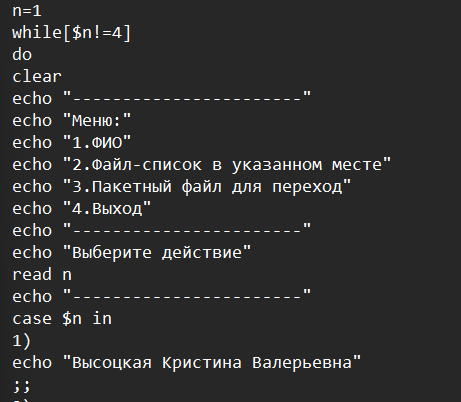 n=1
while[$n!=4]
do
clear
echo "-----------------------"
echo "Меню:"
echo "1.ФИО"
echo "2.Файл-список в указанном месте"
echo "3.Пакетный файл для переход"
echo "4.Выход"
echo "-----------------------"
echo "Выберите действие"
read n
echo "-----------------------"
case $n in
1)
echo "Высоцкая Кристина Валерьевна"
;;